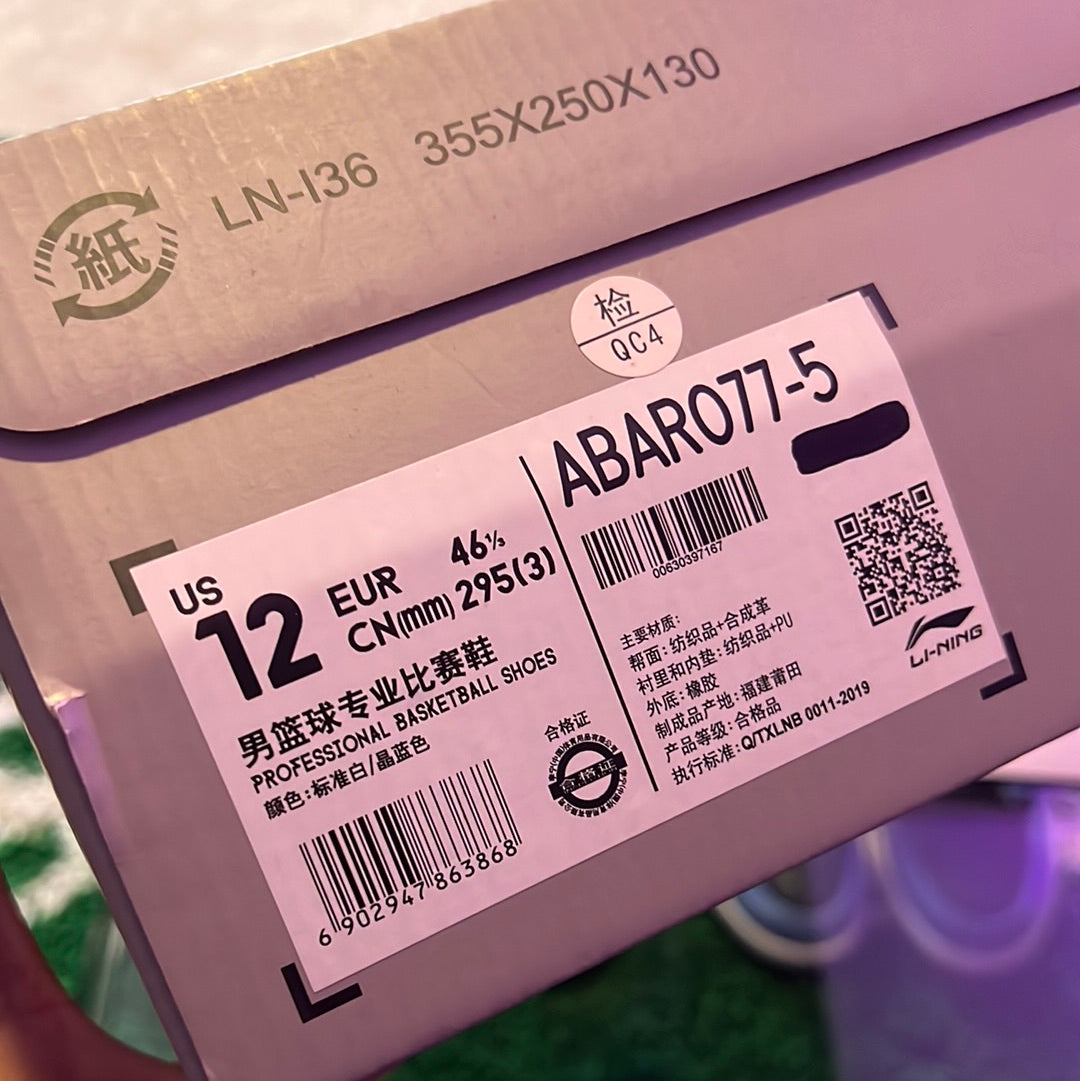 紙
LN-I36 355X250X130
检
QC4
ABAR077-5
00630397167
US 12
EUR 46⅓
CN(mm) 295(3)
男篮球专业比赛鞋
PROFESSIONAL BASKETBALL SHOES
颜色:标准白/晶蓝色
6 902947 863868
合格证
主要材质:
帮面:纺织品+合成革
衬里和内垫:纺织品+PU
外底:橡胶
制成品产地:福建莆田
产品等级:合格品
执行标准:Q/TXLNB 0011-2019
LI-NING